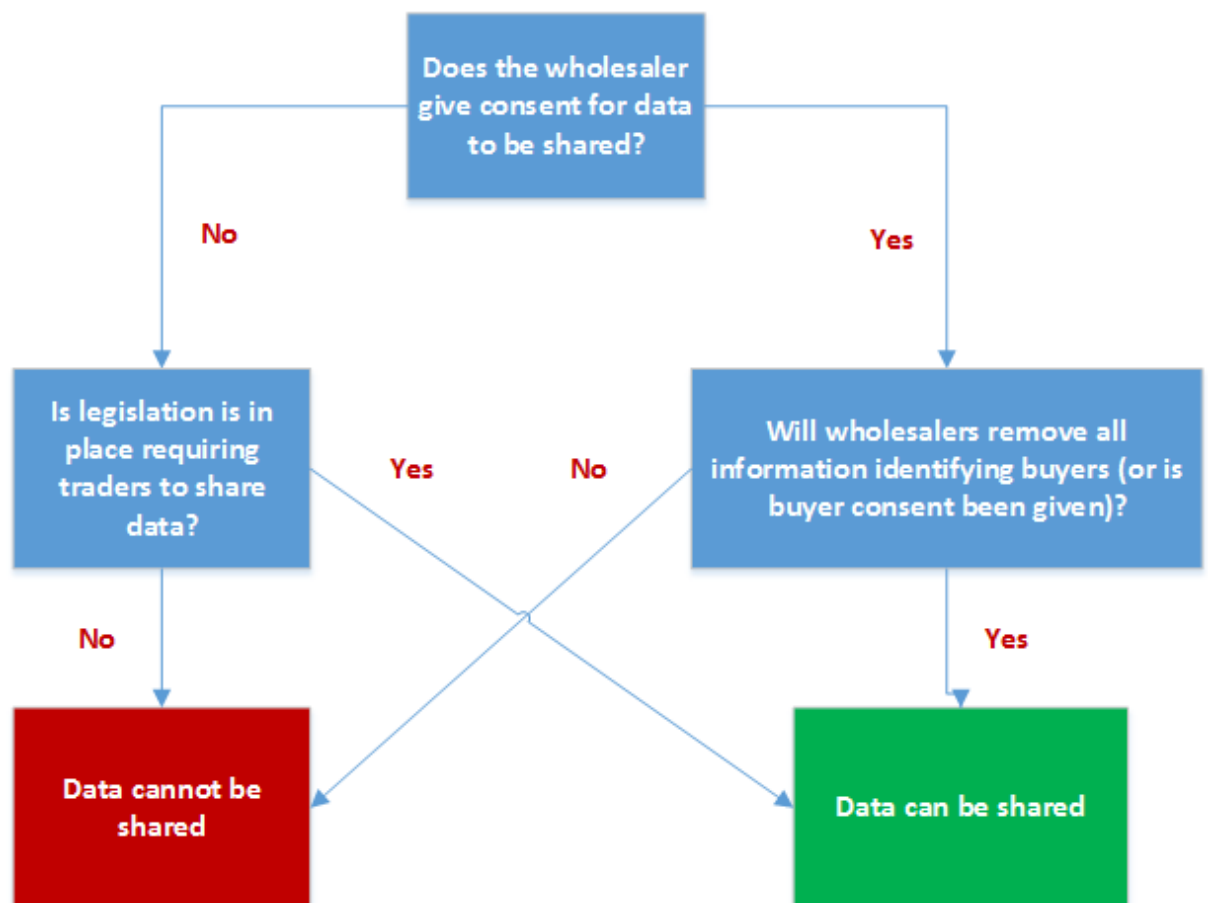 Does the wholesaler
give consent for data
to be shared?
No
Yes
Is legislation is in
place requiring
traders to share
data?
Yes
No
Will wholesalers remove all
information identifying buyers (or is
buyer consent been given)?
No
Yes
Data cannot be
shared
Data can be shared